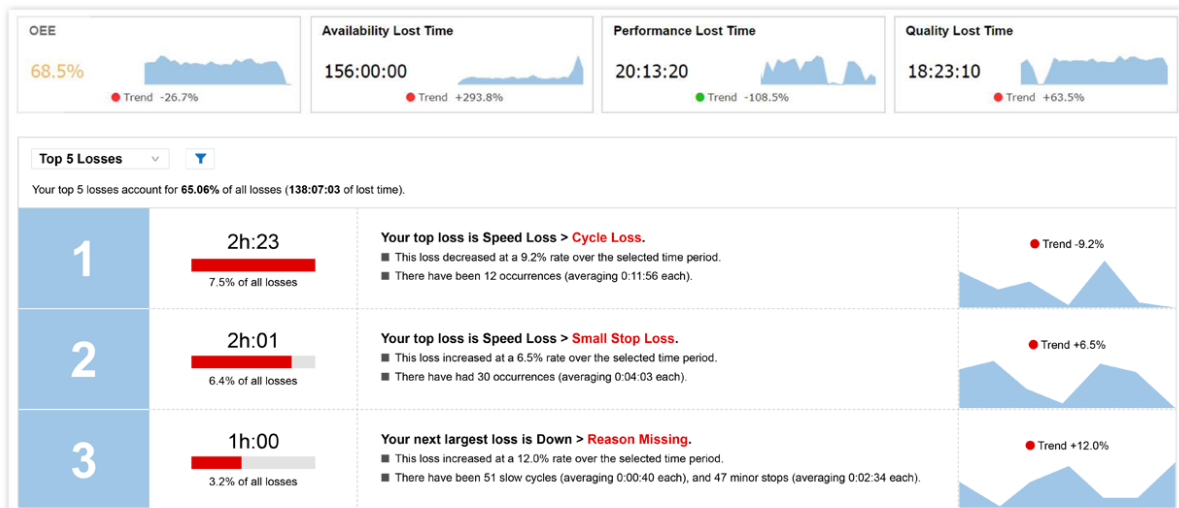 OEE
68.5%
Trend -26.7%
Availability Lost Time
156:00:00
Trend +293.8%
Performance Lost Time
20:13:20
Trend -108.5%
Quality Lost Time
18:23:10
Trend +63.5%
Top 5 Losses
Your top 5 losses account for 65.06% of all losses (138:07:03 of lost time).
1
2h:23
7.5% of all losses
Your top loss is Speed Loss > Cycle Loss.
This loss decreased at a 9.2% rate over the selected time period.
There have been 12 occurrences (averaging 0:11:56 each).
Trend -9.2%
2
2h:01
6.4% of all losses
Your top loss is Speed Loss > Small Stop Loss.
This loss increased at a 6.5% rate over the selected time period.
There have had 30 occurrences (averaging 0:04:03 each).
Trend +6.5%
3
1h:00
3.2% of all losses
Your next largest loss is Down > Reason Missing.
This loss increased at a 12.0% rate over the selected time period.
There have been 51 slow cycles (averaging 0:00:40 each), and 47 minor stops (averaging 0:02:34 each).
Trend +12.0%